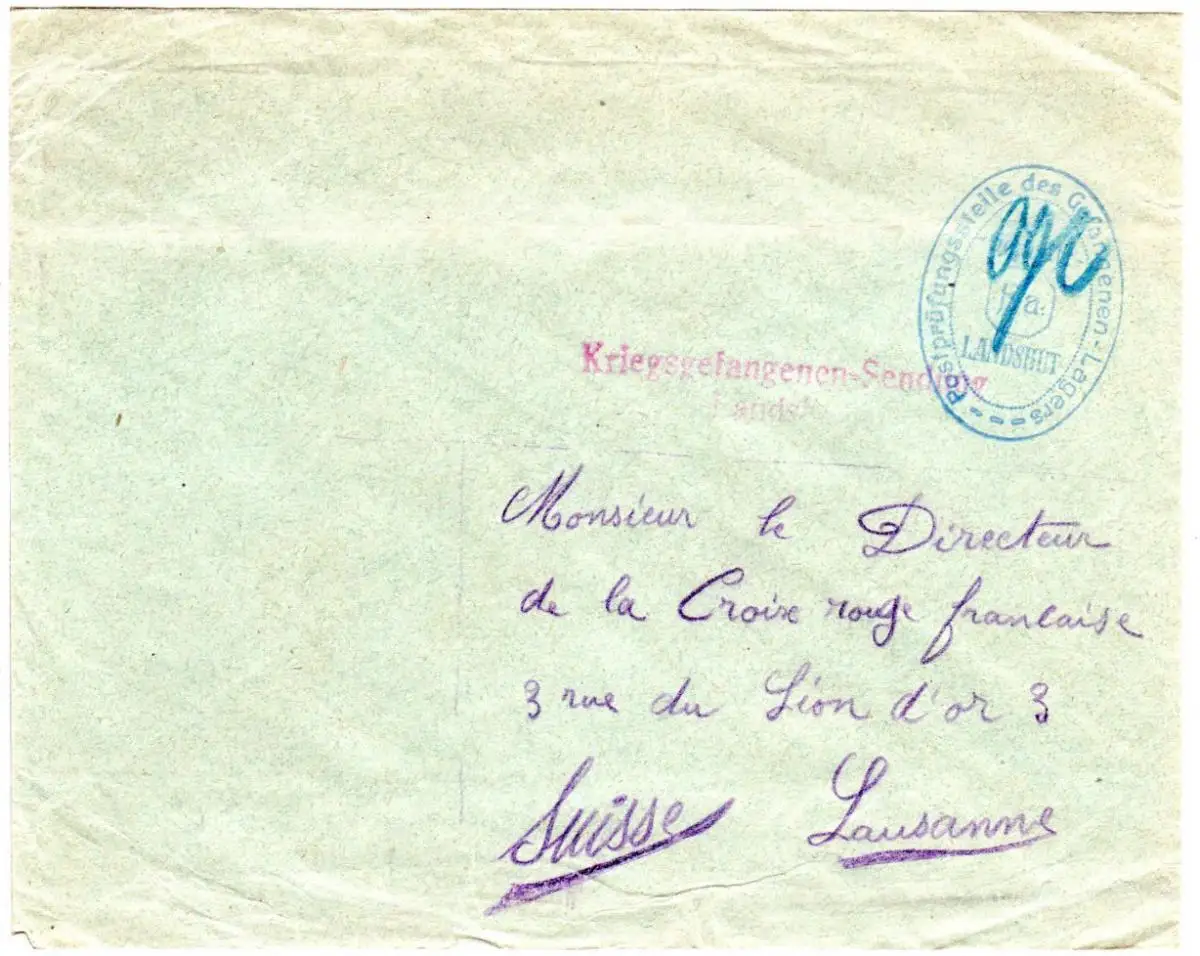 Postprüfungsstelle des Gefangenen-Lagers
a.
LANDSHUT
Kriegsgefangenen-Sendung
Monsieur le Directeur
de la Croix rouge francaise
3 rue du Lion d'or 3
Suisse Lausanne